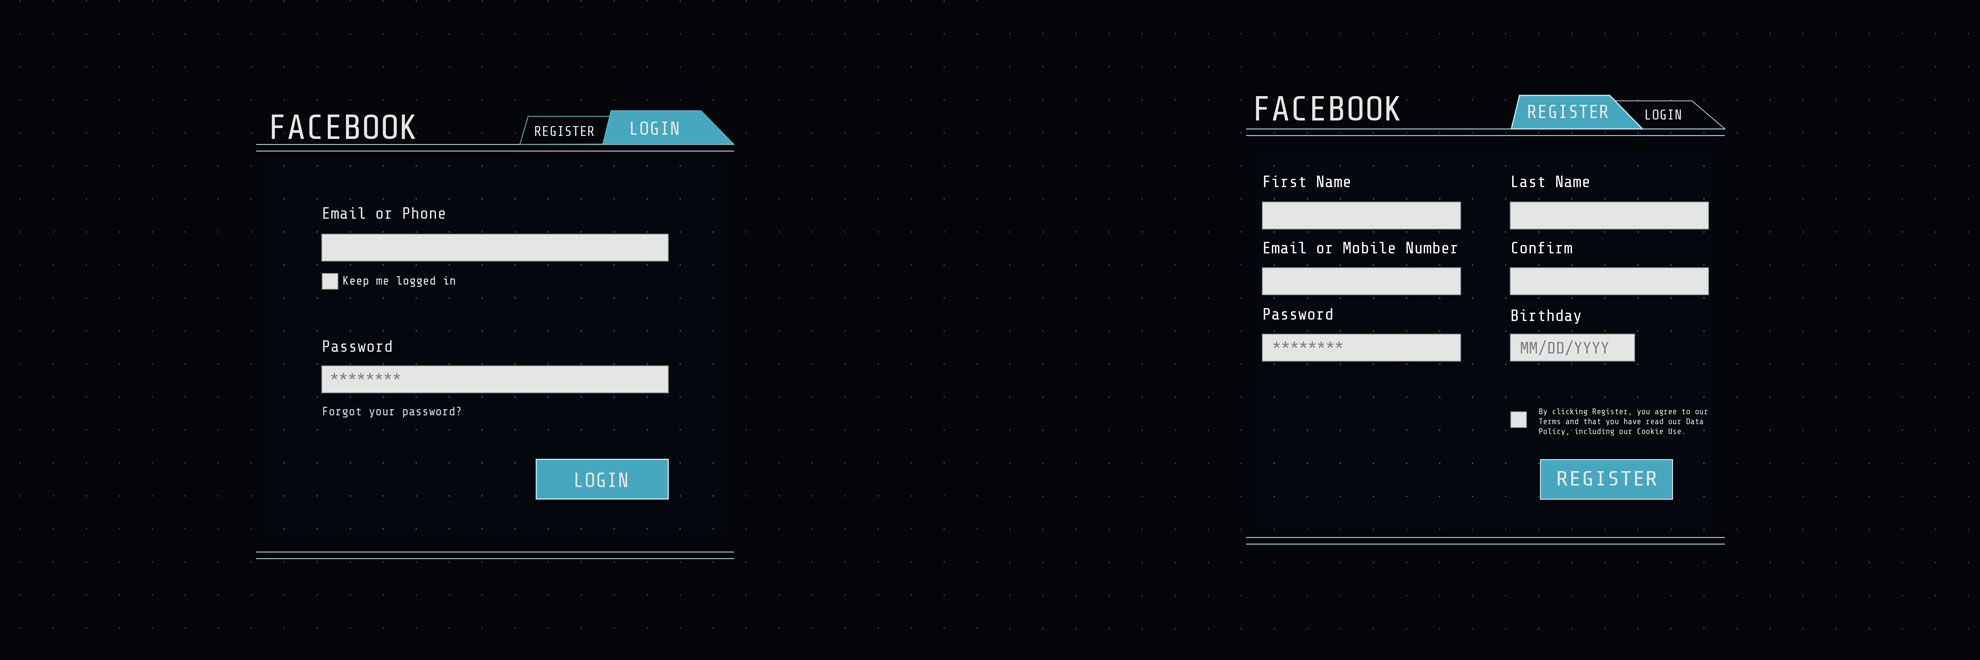 FACEBOOK
REGISTER
LOGIN
Email or Phone
Keep me logged in
Password
********
Forgot your password?
LOGIN
FACEBOOK
REGISTER
LOGIN
First Name
Last Name
Email or Mobile Number
Confirm
Password
Birthday
********
MM/DD/YYYY
By clicking Register, you agree to our
Terms and that you have read our Data
Policy, including our Cookie Use.
REGISTER